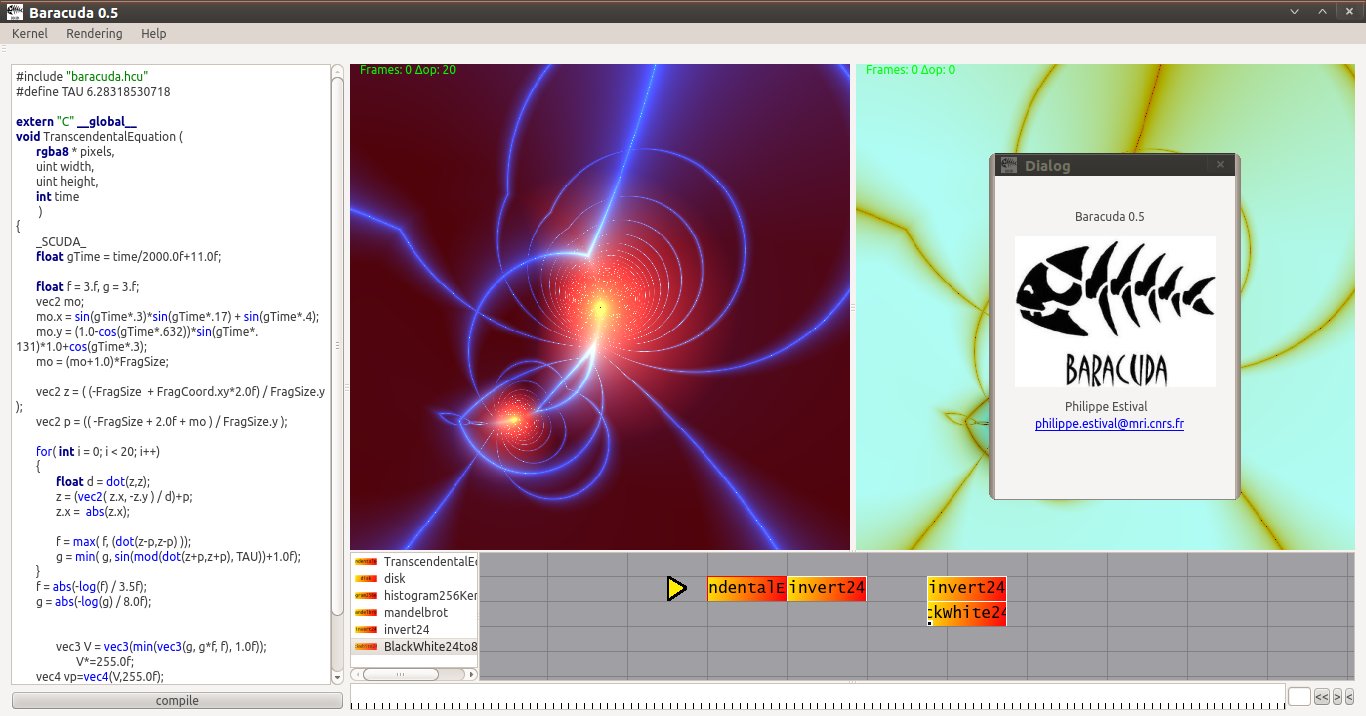 Baracuda 0.5
Kernel Rendering Help
#include "baracuda.hcu"
#define TAU 6.28318530718
extern "C" __global__
void TranscendentalEquation (
rgba8 * pixels,
uint width,
uint height,
int time
)
{
_SCUDA_
float gTime = time/2000.0f+11.0f;
float f = 3.f, g = 3.f;
vec2 mo;
mo.x = sin(gTime*.3)*sin(gTime*.17) + sin(gTime*.4);
mo.y = (1.0-cos(gTime*.632))*sin(gTime*.
131)*1.0+cos(gTime*.3);
mo = (mo+1.0)*FragSize;
vec2 z = ( (-FragSize + FragCoord.xy*2.0f) / FragSize.y
);
vec2 p = (( -FragSize + 2.0f + mo ) / FragSize.y );
for( int i = 0; i < 20; i++)
{
float d = dot(z,z);
z = (vec2( z.x, -z.y ) / d)+p;
z.x = abs(z.x);
f = max( f, (dot(z-p,z-p) ));
g = min( g, sin(mod(dot(z+p,z+p), TAU))+1.0f);
}
f = abs(-log(f) / 3.5f);
g = abs(-log(g) / 8.0f);
vec3 V = vec3(min(vec3(g, g*f, f), 1.0f));
V*=255.0f;
vec4 vp=vec4(V,255.0f);
compile
Frames: 0 Δop: 20
Frames: 0 Δop: 0
Dialog
Baracuda 0.5
BARACUDA
Philippe Estival
philippe.estival@mri.cnrs.fr
TranscendentalEc
disk
histogram256Ker
mandelbrot
invert24
BlackWhite24to8
ndentalE invert24
invert24
ckwhite24
<< > <